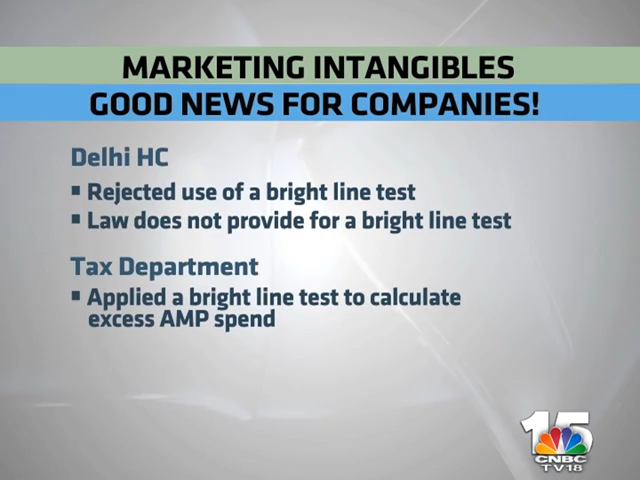 MARKETING INTANGIBLES
GOOD NEWS FOR COMPANIES!
Delhi HC
▪ Rejected use of a bright line test
▪ Law does not provide for a bright line test
Tax Department
▪ Applied a bright line test to calculate
excess AMP spend
15
CNBC
TV18